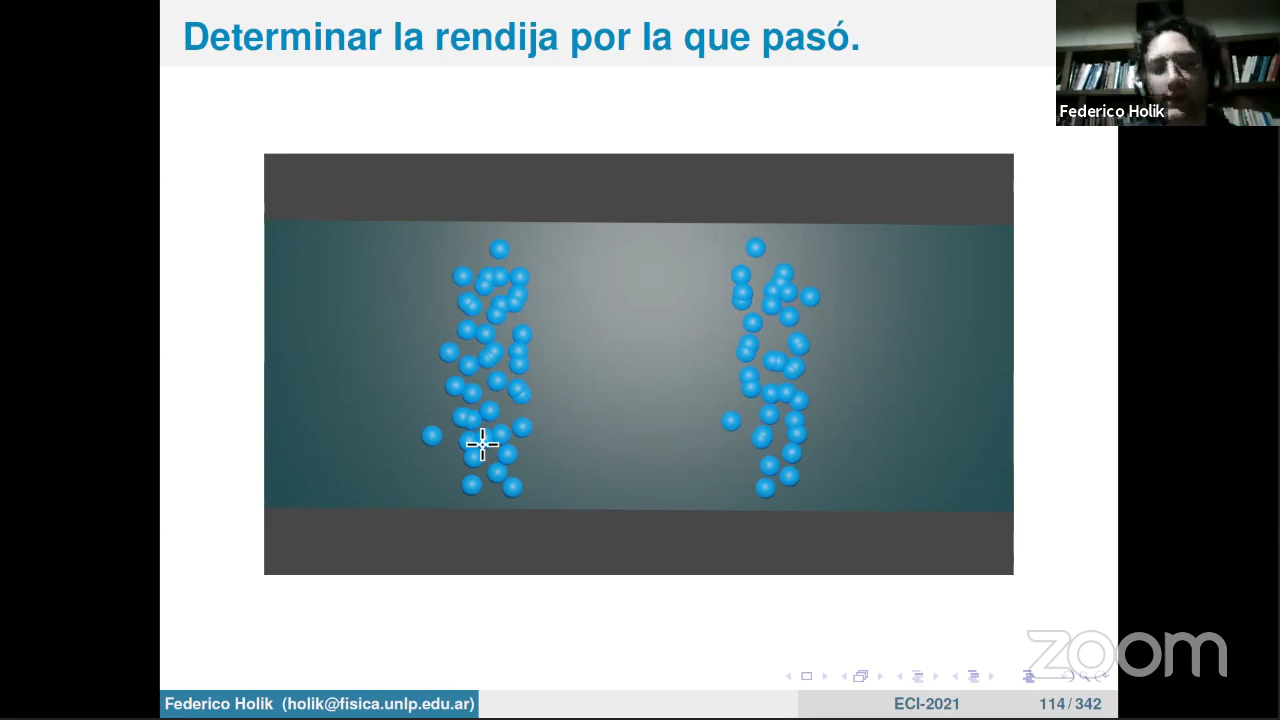 Determinar la rendija por la que pasó.
Federico Holik
zoom
Federico Holik (holik@fisica.unlp.edu.ar)
ECI-2021
114/342